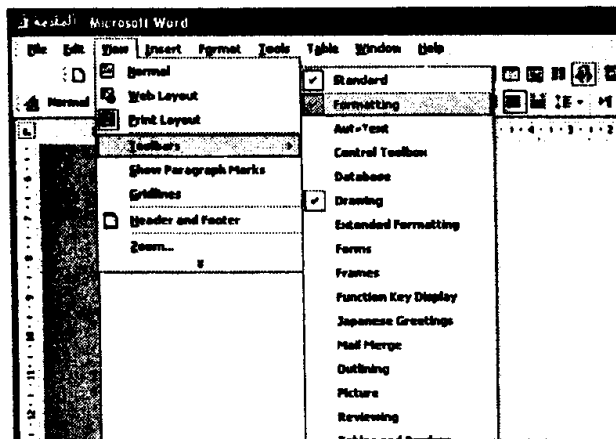 المقدمة في Microsoft Word
File Edit View Insert Format Tools Table Window Help
Normal
Web Layout
Print Layout
Toolbars
Show Paragraph Marks
Gridlines
Header and Footer
Zoom...
Standard
Formatting
AutoText
Control Toolbox
Database
Drawing
Extended Formatting
Forms
Frames
Function Key Display
Japanese Greetings
Mail Merge
Outlining
Picture
Reviewing
Normal